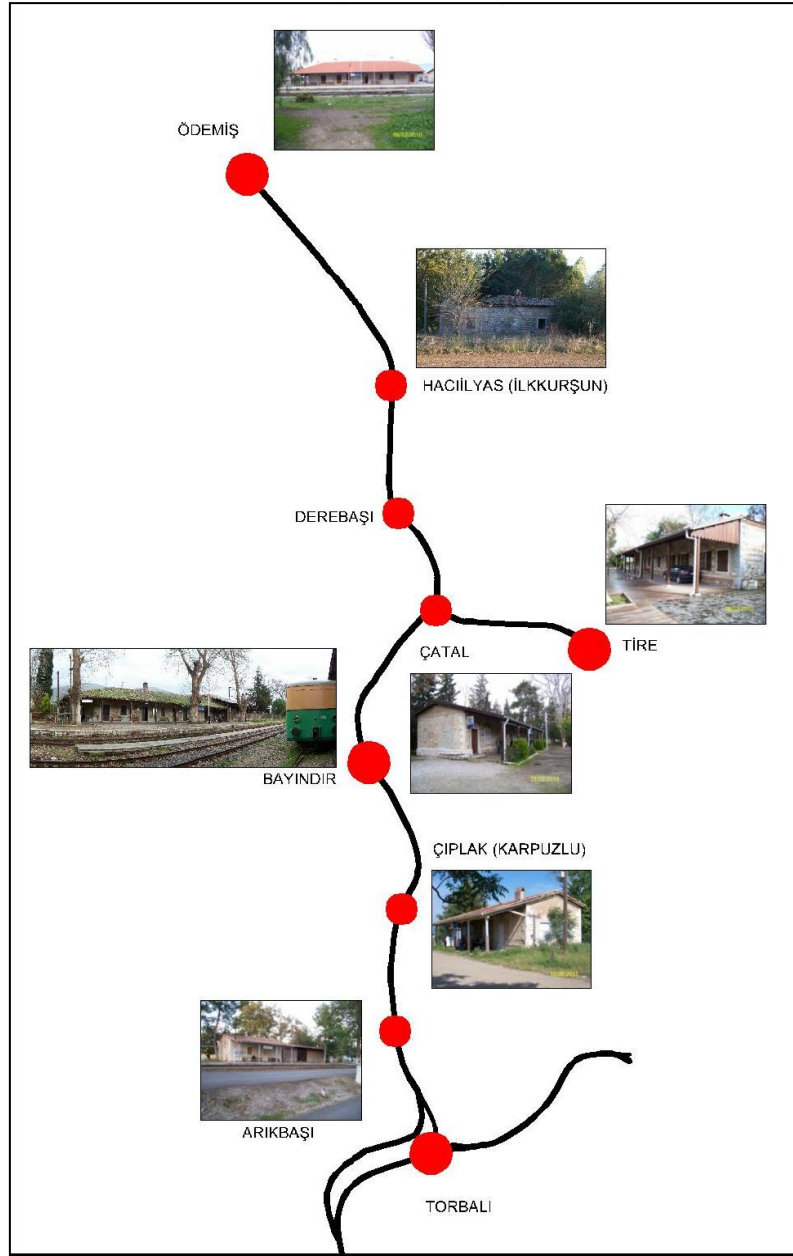 ÖDEMİŞ
HACIİLYAS (İLKKURŞUN)
DEREBAŞI
TİRE
ÇATAL
BAYINDIR
ÇIPLAK (KARPUZLU)
ARIKBAŞI
TORBALI